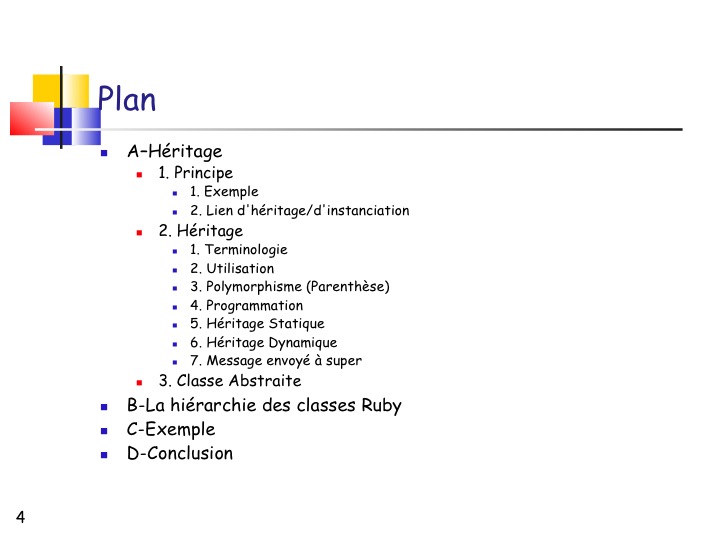 Plan
A–Héritage
1. Principe
1. Exemple
2. Lien d'héritage/d'instanciation
2. Héritage
1. Terminologie
2. Utilisation
3. Polymorphisme (Parenthèse)
4. Programmation
5. Héritage Statique
6. Héritage Dynamique
7. Message envoyé à super
3. Classe Abstraite
B-La hiérarchie des classes Ruby
C-Exemple
D-Conclusion
4